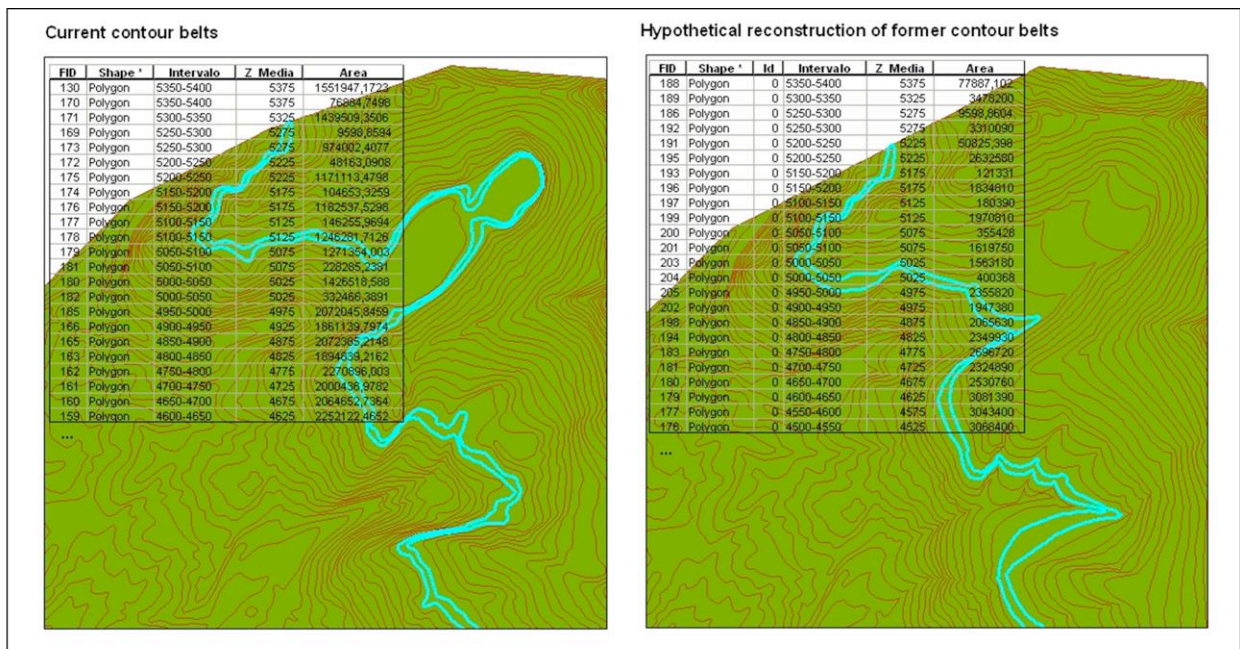 Current contour belts
FID Shape * Intervalo Z_Media Area
130 Polygon 5350-5400 5375 1551947,1723
170 Polygon 5350-5400 5375 76884,7498
171 Polygon 5300-5350 5325 1439509,3506
169 Polygon 5250-5300 5275 9598,8594
173 Polygon 5250-5300 5275 974002,4077
172 Polygon 5200-5250 5225 48163,0908
175 Polygon 5200-5250 5225 1171113,4798
174 Polygon 5150-5200 5175 104653,3259
176 Polygon 5150-5200 5175 1182537,5298
177 Polygon 5100-5150 5125 146255,9694
178 Polygon 5100-5150 5125 1246281,7126
179 Polygon 5050-5100 5075 1271354,003
181 Polygon 5050-5100 5075 228285,2391
180 Polygon 5000-5050 5025 1426518,588
182 Polygon 5000-5050 5025 332466,3891
185 Polygon 4950-5000 4975 2072045,8459
166 Polygon 4900-4950 4925 1861139,7974
165 Polygon 4850-4900 4875 2072385,2148
163 Polygon 4800-4850 4825 1894839,2162
162 Polygon 4750-4800 4775 2270896,003
161 Polygon 4700-4750 4725 2000436,9782
160 Polygon 4650-4700 4675 2064652,7364
159 Polygon 4600-4650 4625 2252122,4652
...
Hypothetical reconstruction of former contour belts
FID Shape * Id Intervalo Z_Media Area
188 Polygon 0 5350-5400 5375 77887,102
189 Polygon 0 5300-5350 5325 3478200
186 Polygon 0 5250-5300 5275 9598,8604
192 Polygon 0 5250-5300 5275 3310090
191 Polygon 0 5200-5250 5225 50825,398
195 Polygon 0 5200-5250 5225 2632580
193 Polygon 0 5150-5200 5175 121331
196 Polygon 0 5150-5200 5175 1834810
197 Polygon 0 5100-5150 5125 180390
199 Polygon 0 5100-5150 5125 1970810
200 Polygon 0 5050-5100 5075 355428
201 Polygon 0 5050-5100 5075 1619750
203 Polygon 0 5000-5050 5025 1563180
204 Polygon 0 5000-5050 5025 400368
205 Polygon 0 4950-5000 4975 2355820
202 Polygon 0 4900-4950 4925 1947380
198 Polygon 0 4850-4900 4875 2065630
194 Polygon 0 4800-4850 4825 2349930
183 Polygon 0 4750-4800 4775 2696720
181 Polygon 0 4700-4750 4725 2324890
180 Polygon 0 4650-4700 4675 2530760
179 Polygon 0 4600-4650 4625 3081390
177 Polygon 0 4550-4600 4575 3043400
176 Polygon 0 4500-4550 4525 3068400
...